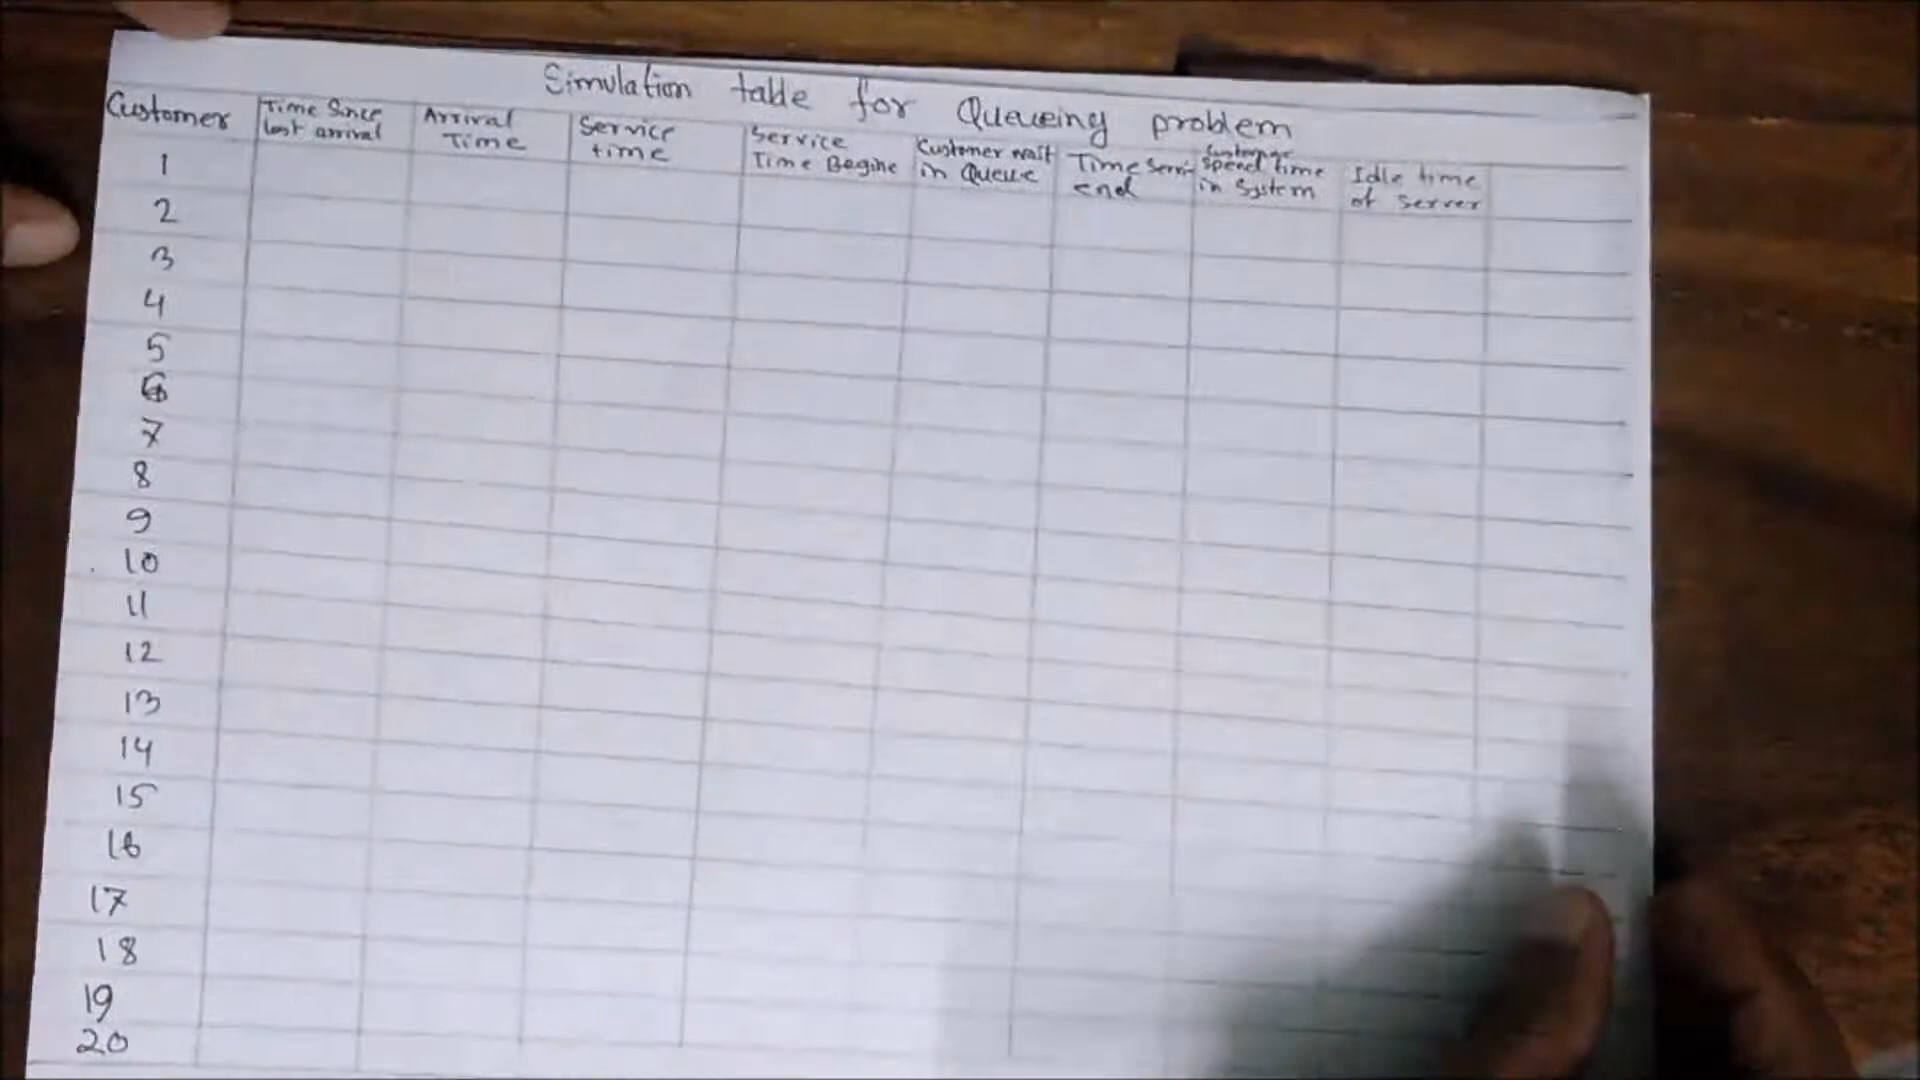 Simulation table for Queueing problem
Customer
Time Since
last arrival
Arrival
Time
Service
time
Service
Time Begine
Customer wait
in Queue
Time Servi
end
Customer
Spend time
in System
Idle time
of Server
1
2
3
4
5
6
7
8
9
10
11
12
13
14
15
16
17
18
19
20